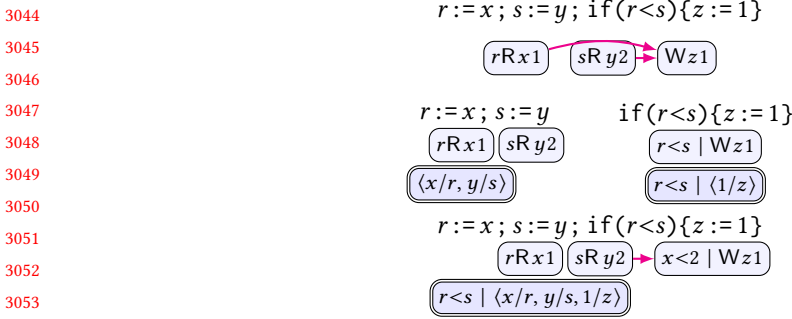 3044
r := x ; s := y ; if(r<s){z := 1}
3045
rRx1 sRy2 Wz1
3046
3047
r := x ; s := y if(r<s){z := 1}
3048
rRx1 sRy2 r<s | Wz1
3049
⟨x/r, y/s⟩ r<s | ⟨1/z⟩
3050
3051
r := x ; s := y ; if(r<s){z := 1}
3052
rRx1 sRy2 x<2 | Wz1
3053
r<s | ⟨x/r, y/s, 1/z⟩